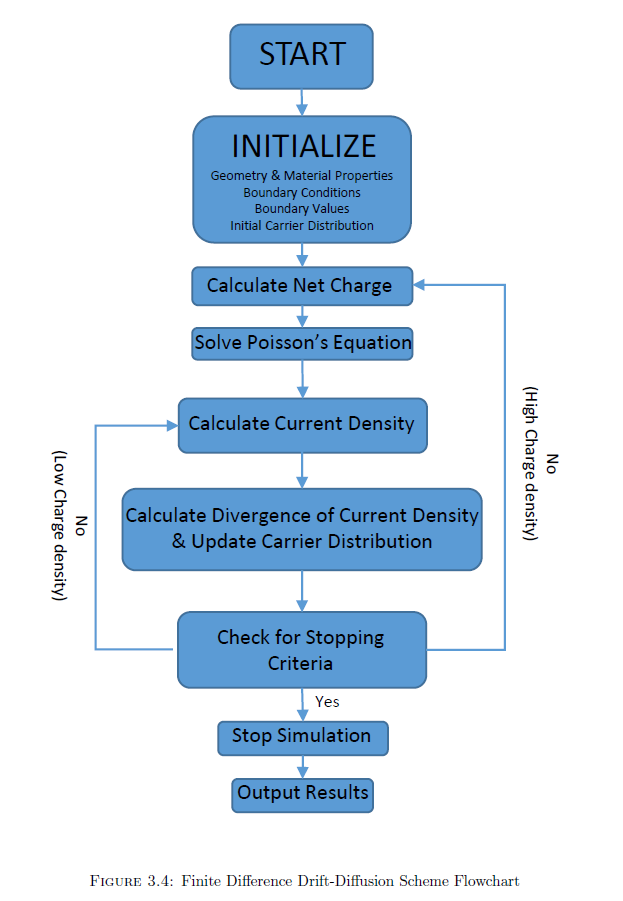 START
INITIALIZE
Geometry & Material Properties
Boundary Conditions
Boundary Values
Initial Carrier Distribution
Calculate Net Charge
Solve Poisson's Equation
Calculate Current Density
Calculate Divergence of Current Density
& Update Carrier Distribution
Check for Stopping
Criteria
No
(Low Charge density)
No
(High Charge density)
Yes
Stop Simulation
Output Results
FIGURE 3.4: Finite Difference Drift-Diffusion Scheme Flowchart